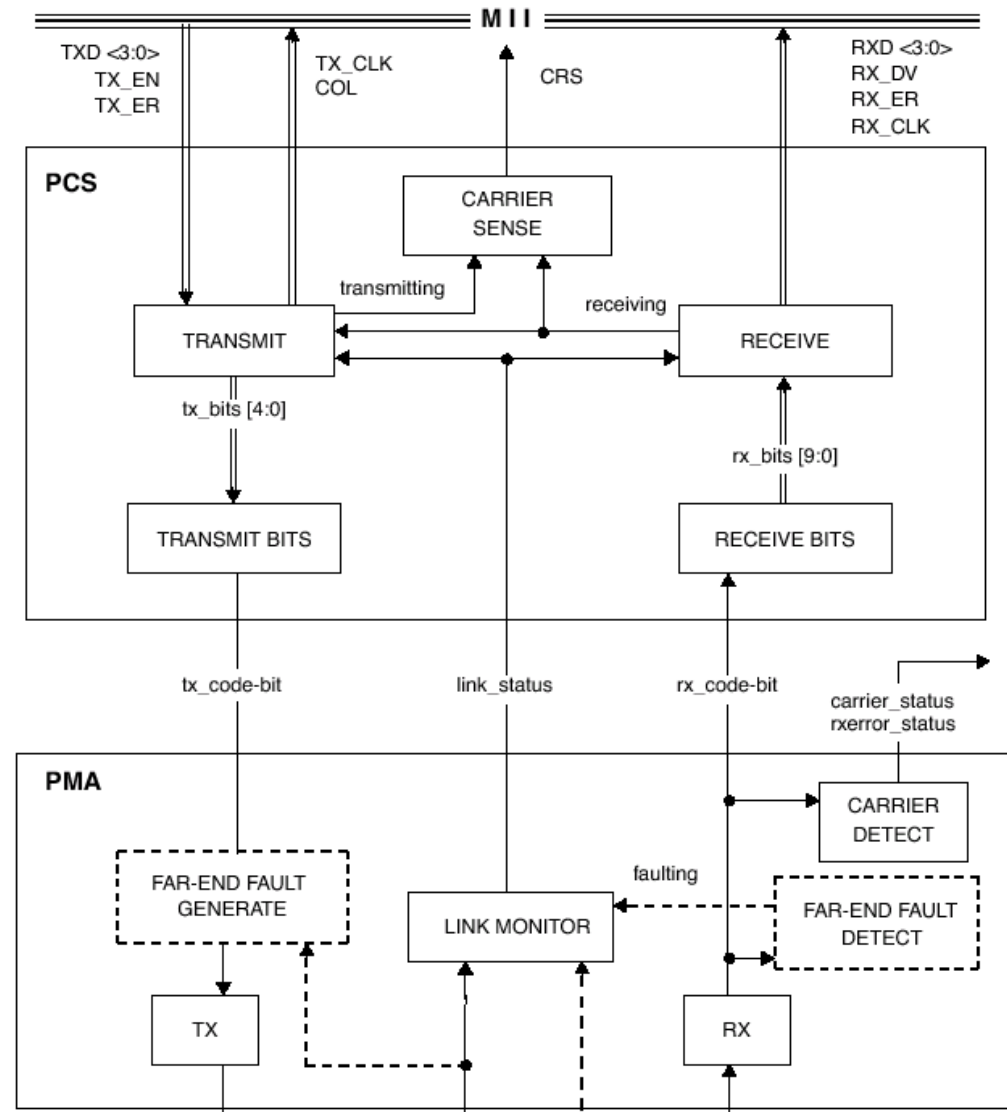 M I I
TXD <3:0>
TX_EN
TX_ER
TX_CLK
COL
CRS
RXD <3:0>
RX_DV
RX_ER
RX_CLK
PCS
CARRIER
SENSE
transmitting
receiving
TRANSMIT
RECEIVE
tx_bits [4:0]
rx_bits [9:0]
TRANSMIT BITS
RECEIVE BITS
tx_code-bit
link_status
rx_code-bit
carrier_status
rxerror_status
PMA
CARRIER
DETECT
FAR-END FAULT
GENERATE
faulting
LINK MONITOR
FAR-END FAULT
DETECT
TX
RX